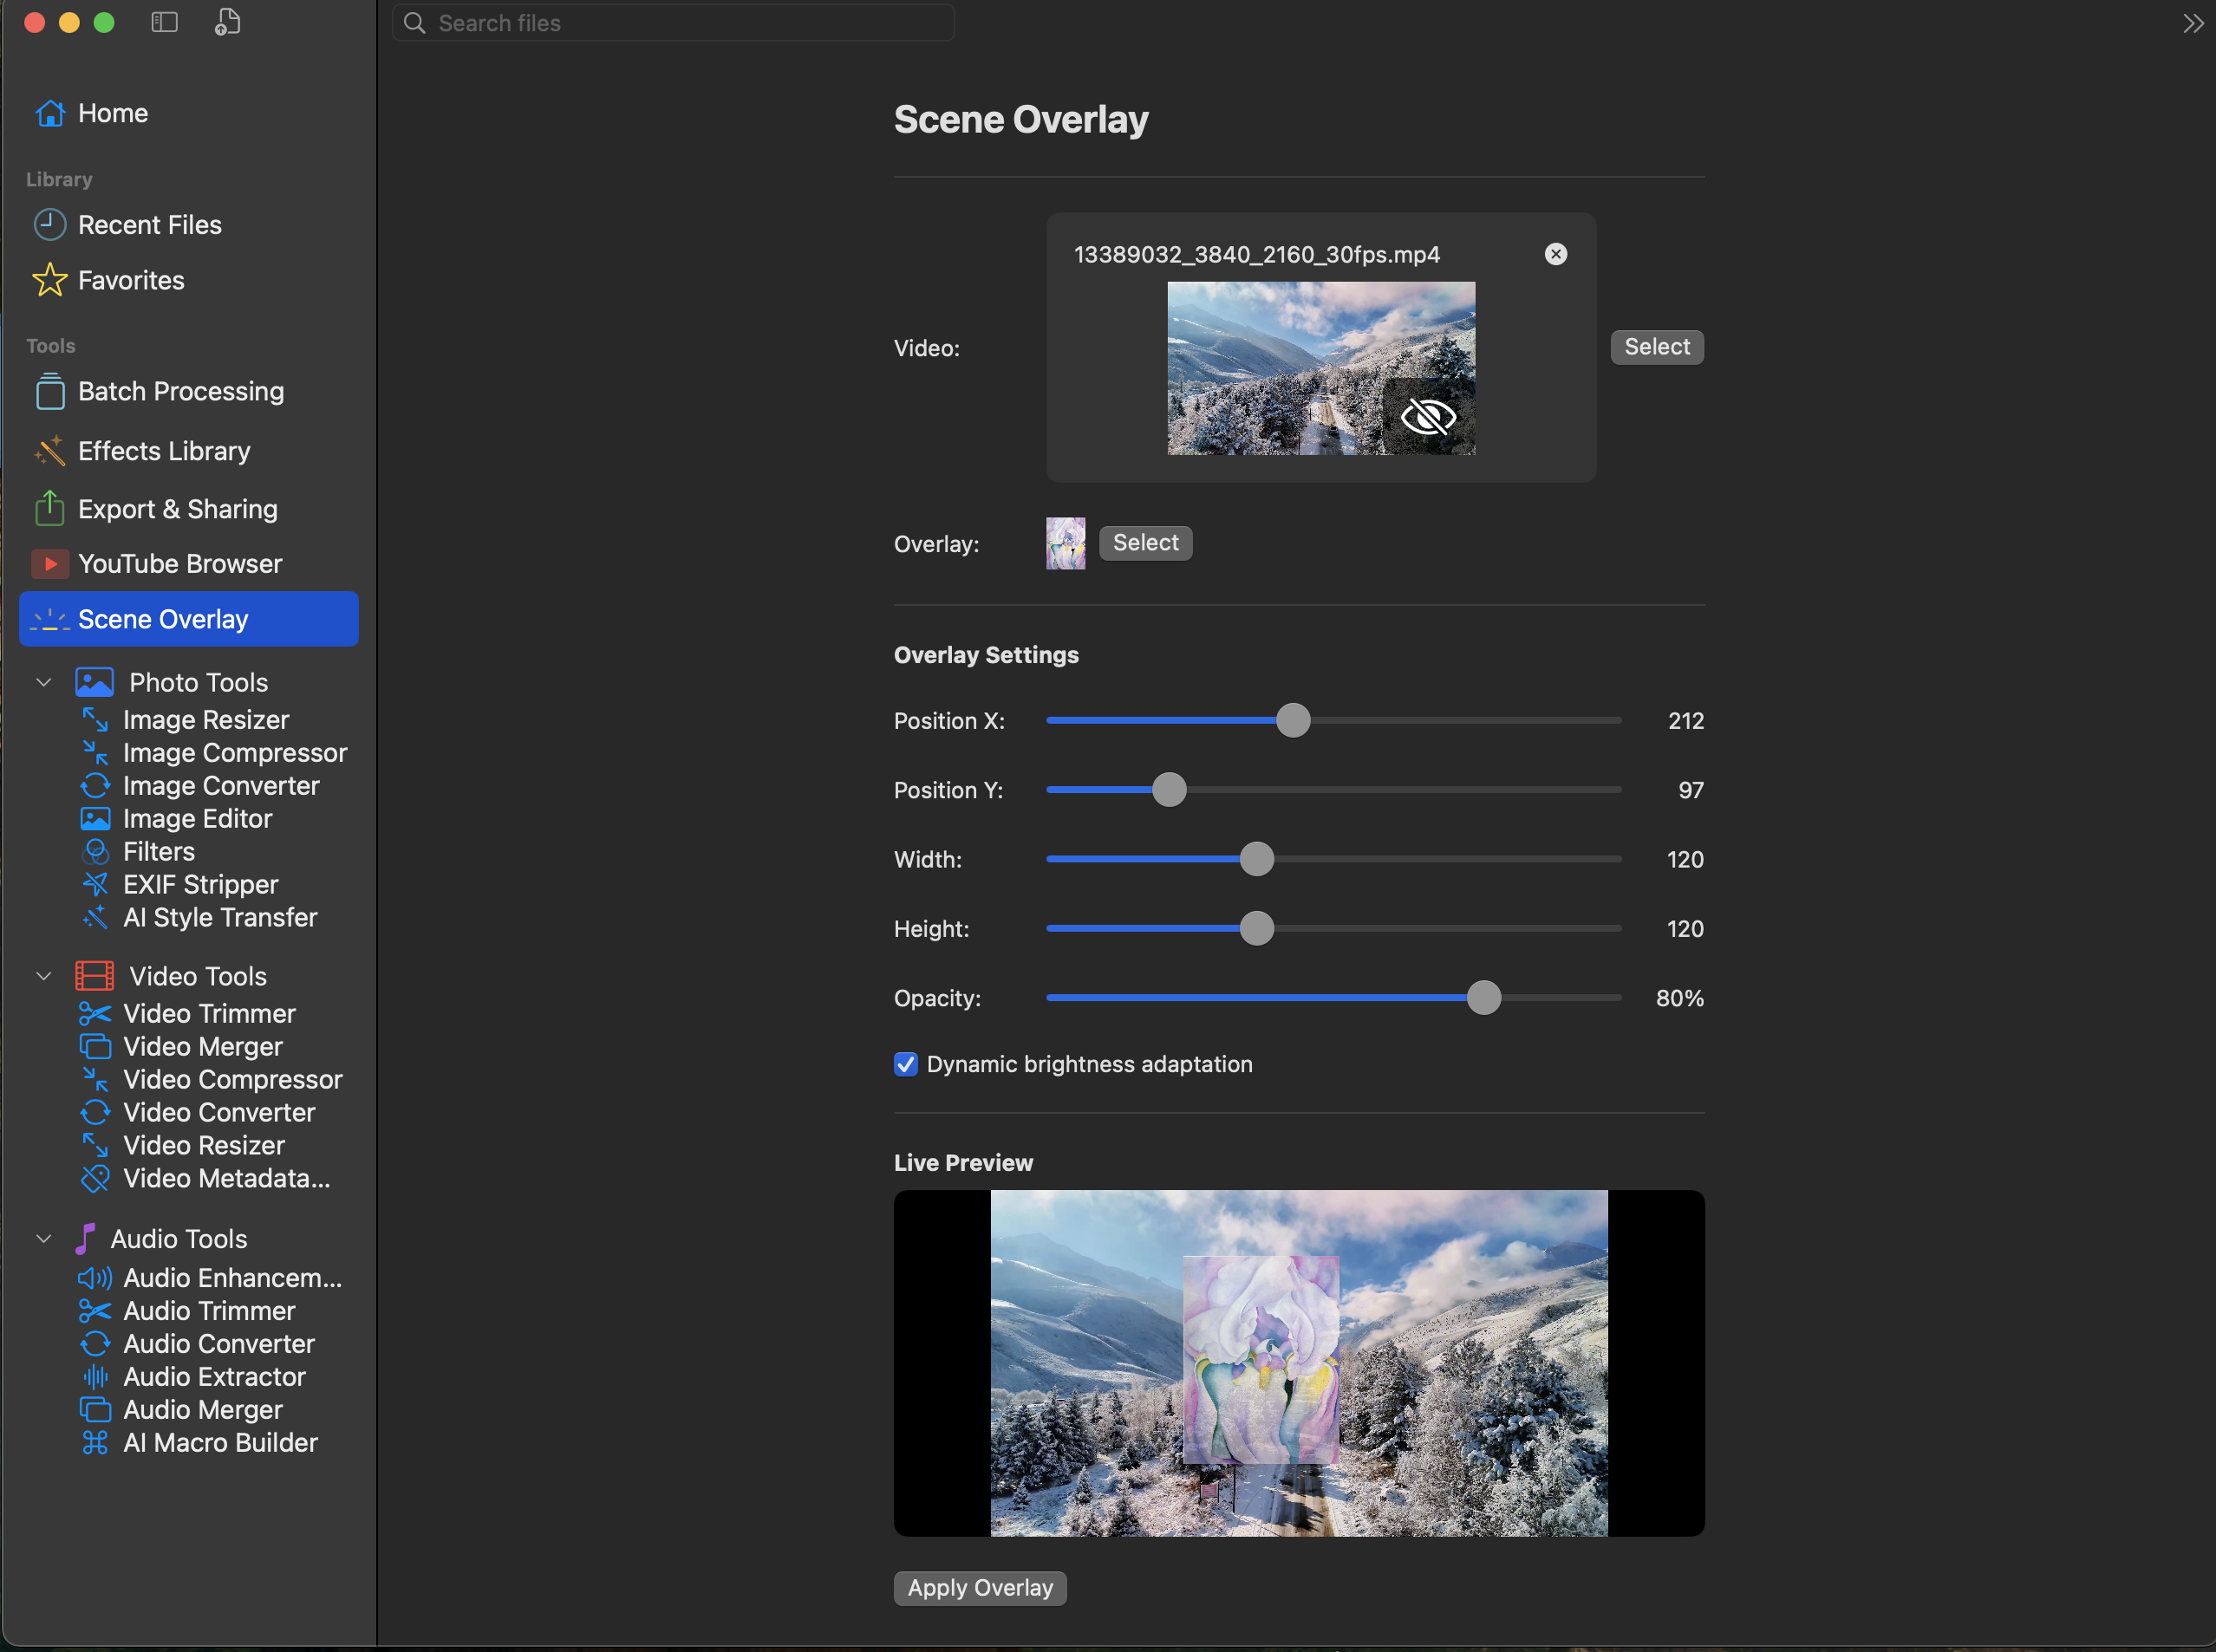 Search files
Home
Library
Recent Files
Favorites
Tools
Batch Processing
Effects Library
Export & Sharing
YouTube Browser
Scene Overlay
Photo Tools
Image Resizer
Image Compressor
Image Converter
Image Editor
Filters
EXIF Stripper
AI Style Transfer
Video Tools
Video Trimmer
Video Merger
Video Compressor
Video Converter
Video Resizer
Video Metadata...
Audio Tools
Audio Enhancem...
Audio Trimmer
Audio Converter
Audio Extractor
Audio Merger
AI Macro Builder
Scene Overlay
13389032_3840_2160_30fps.mp4
Video:
Select
Overlay:
Select
Overlay Settings
Position X: 212
Position Y: 97
Width: 120
Height: 120
Opacity: 80%
Dynamic brightness adaptation
Live Preview
Apply Overlay